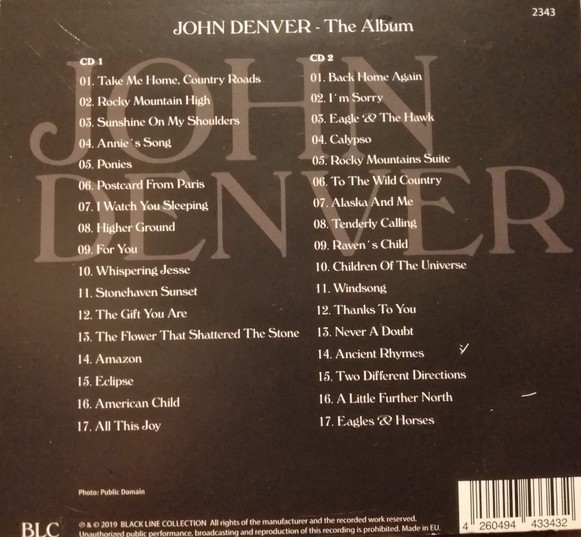 2343
JOHN DENVER - The Album
JOHN
DENVER
CD 1
01. Take Me Home, Country Roads
02. Rocky Mountain High
03. Sunshine On My Shoulders
04. Annie´s Song
05. Ponies
06. Postcard From Paris
07. I Watch You Sleeping
08. Higher Ground
09. For You
10. Whispering Jesse
11. Stonehaven Sunset
12. The Gift You Are
13. The Flower That Shattered The Stone
14. Amazon
15. Eclipse
16. American Child
17. All This Joy
CD 2
01. Back Home Again
02. I´m Sorry
03. Eagle & The Hawk
04. Calypso
05. Rocky Mountains Suite
06. To The Wild Country
07. Alaska And Me
08. Tenderly Calling
09. Raven´s Child
10. Children Of The Universe
11. Windsong
12. Thanks To You
13. Never A Doubt
14. Ancient Rhymes
15. Two Different Directions
16. A Little Further North
17. Eagles & Horses
Photo: Public Domain
BLC
℗ & © 2019 BLACK LINE COLLECTION All rights of the manufacturer and the recorded work reserved.
Unauthorized public performance, broadcasting and reproduction of this recording is prohibited. Made in EU.
4 260494 433432